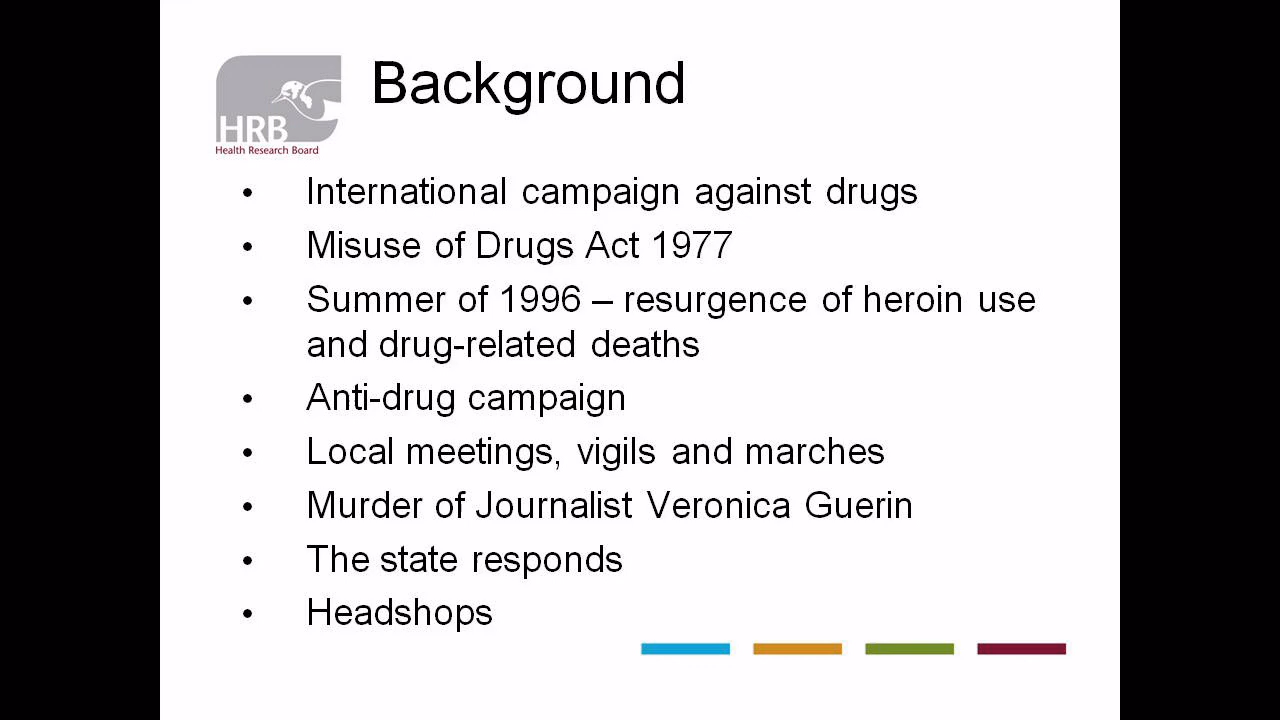 Background
HRB
Health Research Board
• International campaign against drugs
• Misuse of Drugs Act 1977
• Summer of 1996 – resurgence of heroin use
and drug-related deaths
• Anti-drug campaign
• Local meetings, vigils and marches
• Murder of Journalist Veronica Guerin
• The state responds
• Headshops